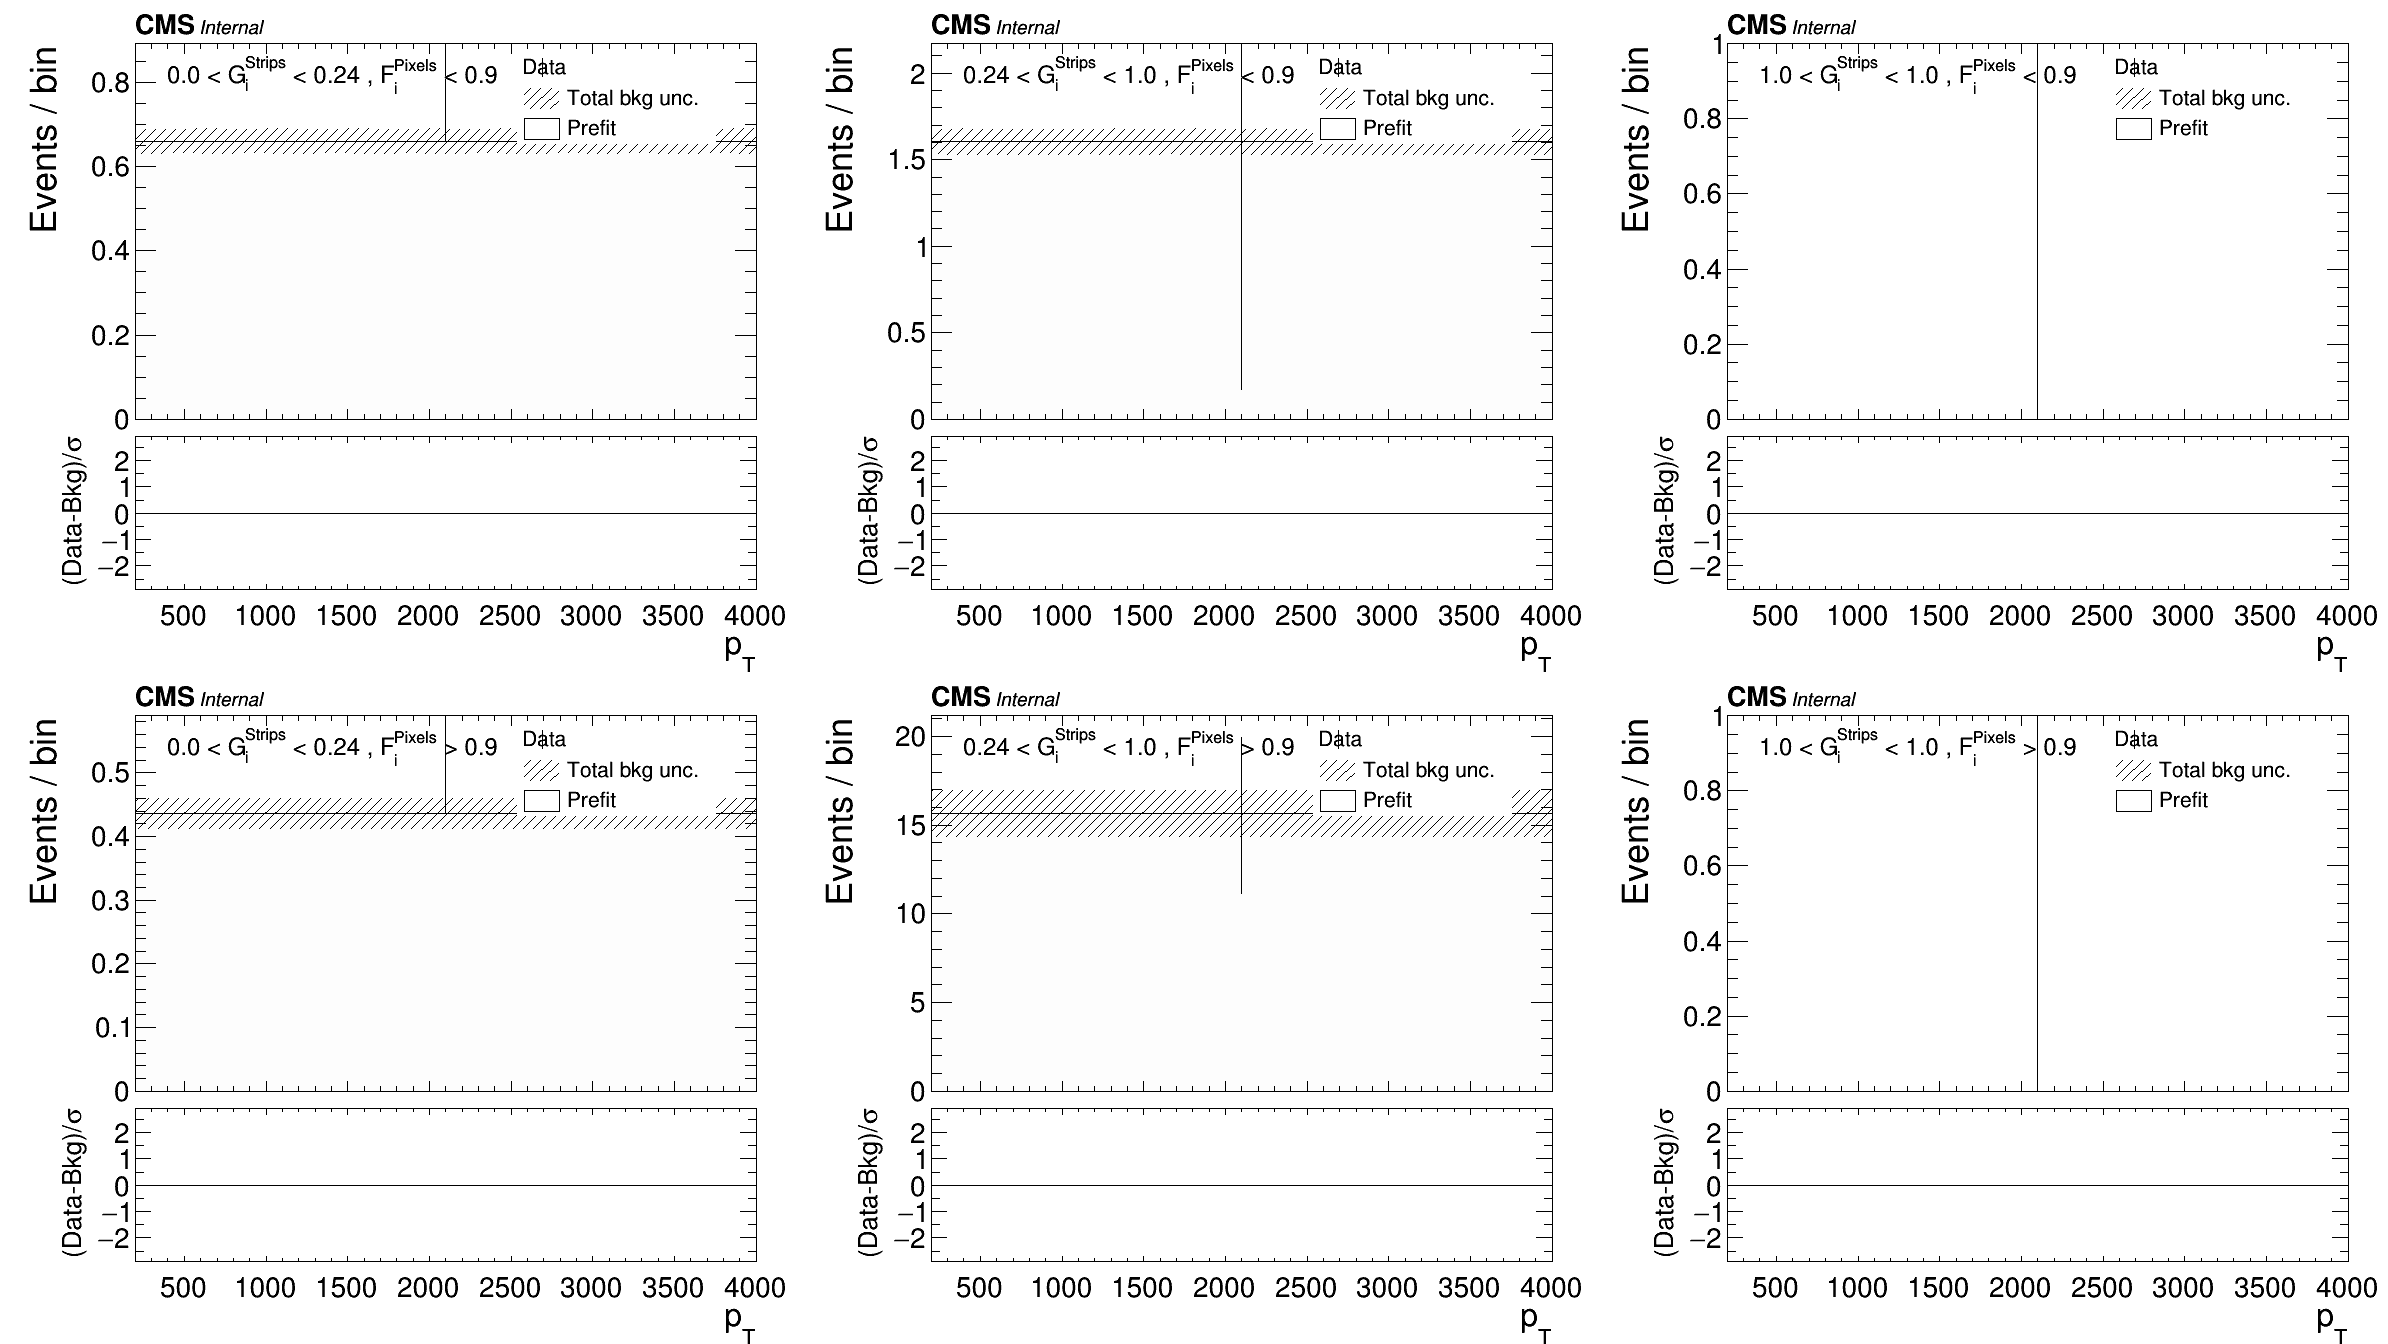 CMS Internal
Events / bin
0.0 < G_i^Strips < 0.24 , F_i^Pixels < 0.9
Data
Total bkg unc.
Prefit
0.8
0.6
0.4
0.2
0
(Data-Bkg)/σ
2
1
0
−1
−2
500 1000 1500 2000 2500 3000 3500 4000
p_T
CMS Internal
Events / bin
0.24 < G_i^Strips < 1.0 , F_i^Pixels < 0.9
Data
Total bkg unc.
Prefit
2
1.5
1
0.5
0
(Data-Bkg)/σ
2
1
0
−1
−2
500 1000 1500 2000 2500 3000 3500 4000
p_T
CMS Internal
Events / bin
1.0 < G_i^Strips < 1.0 , F_i^Pixels < 0.9
Data
Total bkg unc.
Prefit
1
0.8
0.6
0.4
0.2
0
(Data-Bkg)/σ
2
1
0
−1
−2
500 1000 1500 2000 2500 3000 3500 4000
p_T
CMS Internal
Events / bin
0.0 < G_i^Strips < 0.24 , F_i^Pixels > 0.9
Data
Total bkg unc.
Prefit
0.5
0.4
0.3
0.2
0.1
0
(Data-Bkg)/σ
2
1
0
−1
−2
500 1000 1500 2000 2500 3000 3500 4000
p_T
CMS Internal
Events / bin
0.24 < G_i^Strips < 1.0 , F_i^Pixels > 0.9
Data
Total bkg unc.
Prefit
20
15
10
5
0
(Data-Bkg)/σ
2
1
0
−1
−2
500 1000 1500 2000 2500 3000 3500 4000
p_T
CMS Internal
Events / bin
1.0 < G_i^Strips < 1.0 , F_i^Pixels > 0.9
Data
Total bkg unc.
Prefit
1
0.8
0.6
0.4
0.2
0
(Data-Bkg)/σ
2
1
0
−1
−2
500 1000 1500 2000 2500 3000 3500 4000
p_T